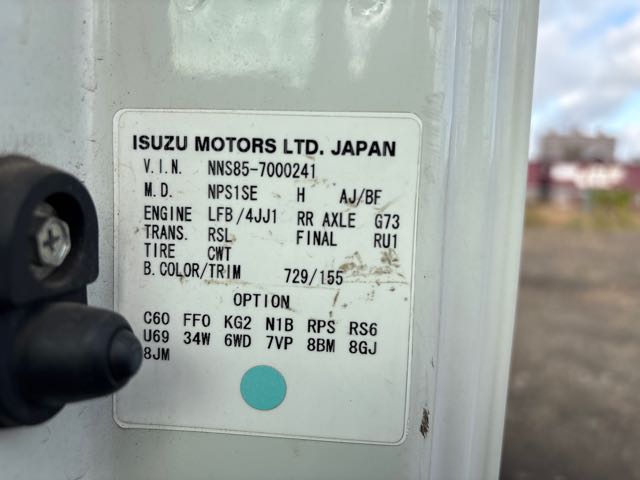 ISUZU MOTORS LTD. JAPAN
V.I.N. NNS85-7000241
M.D. NPS1SE H AJ/BF
ENGINE LFB/4JJ1 RR AXLE G73
TRANS. RSL FINAL RU1
TIRE CWT
B.COLOR/TRIM 729/155
OPTION
C60 FF0 KG2 N1B RPS RS6
U69 34W 6WD 7VP 8BM 8GJ
8JM